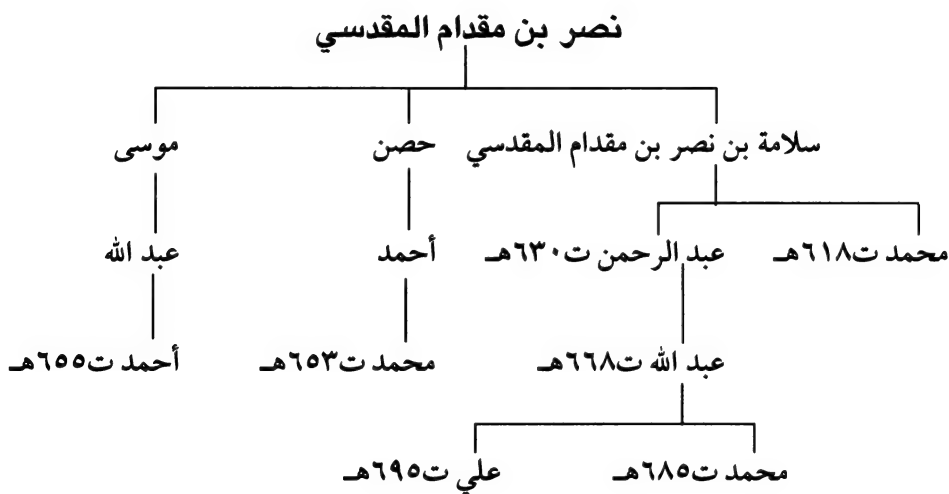 نصر بن مقدام المقدسي
سلامة بن نصر بن مقدام المقدسي حصن موسى
محمد ت٦١٨هـ عبد الرحمن ت٦٣٠هـ أحمد عبد الله
عبد الله ت٦٦٨هـ محمد ت٦٥٣هـ أحمد ت٦٥٥هـ
محمد ت٦٨٥هـ علي ت٦٩٥هـ